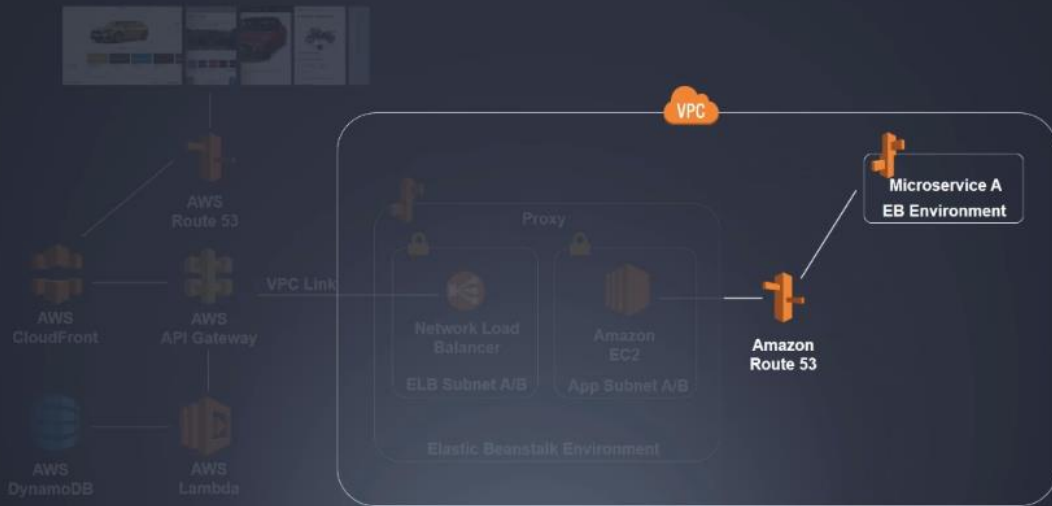 VPC
Microservice A
EB Environment
AWS
Route 53
Proxy
VPC Link
AWS
CloudFront
AWS
API Gateway
Network Load
Balancer
ELB Subnet A/B
Amazon
EC2
App Subnet A/B
Amazon
Route 53
Elastic Beanstalk Environment
AWS
DynamoDB
AWS
Lambda